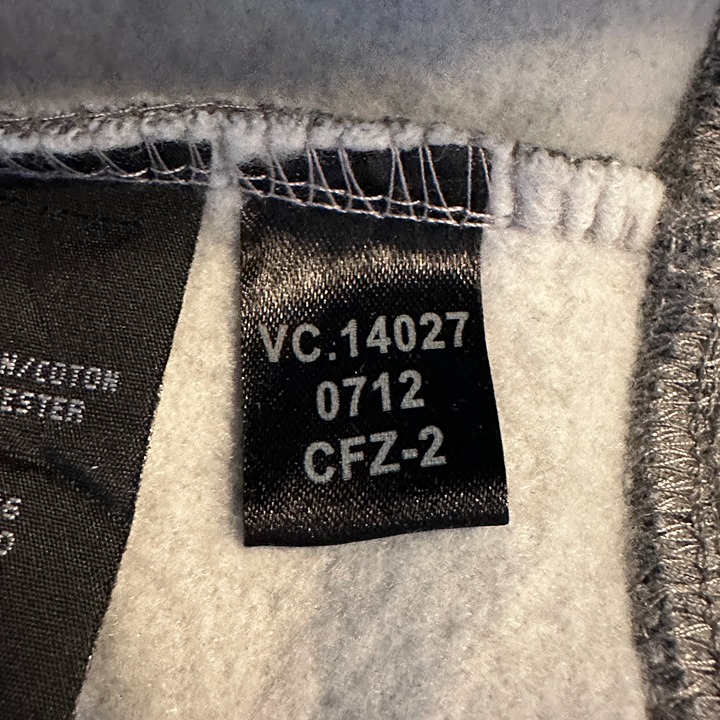 N/COTON
ESTER
VC.14027
0712
CFZ-2